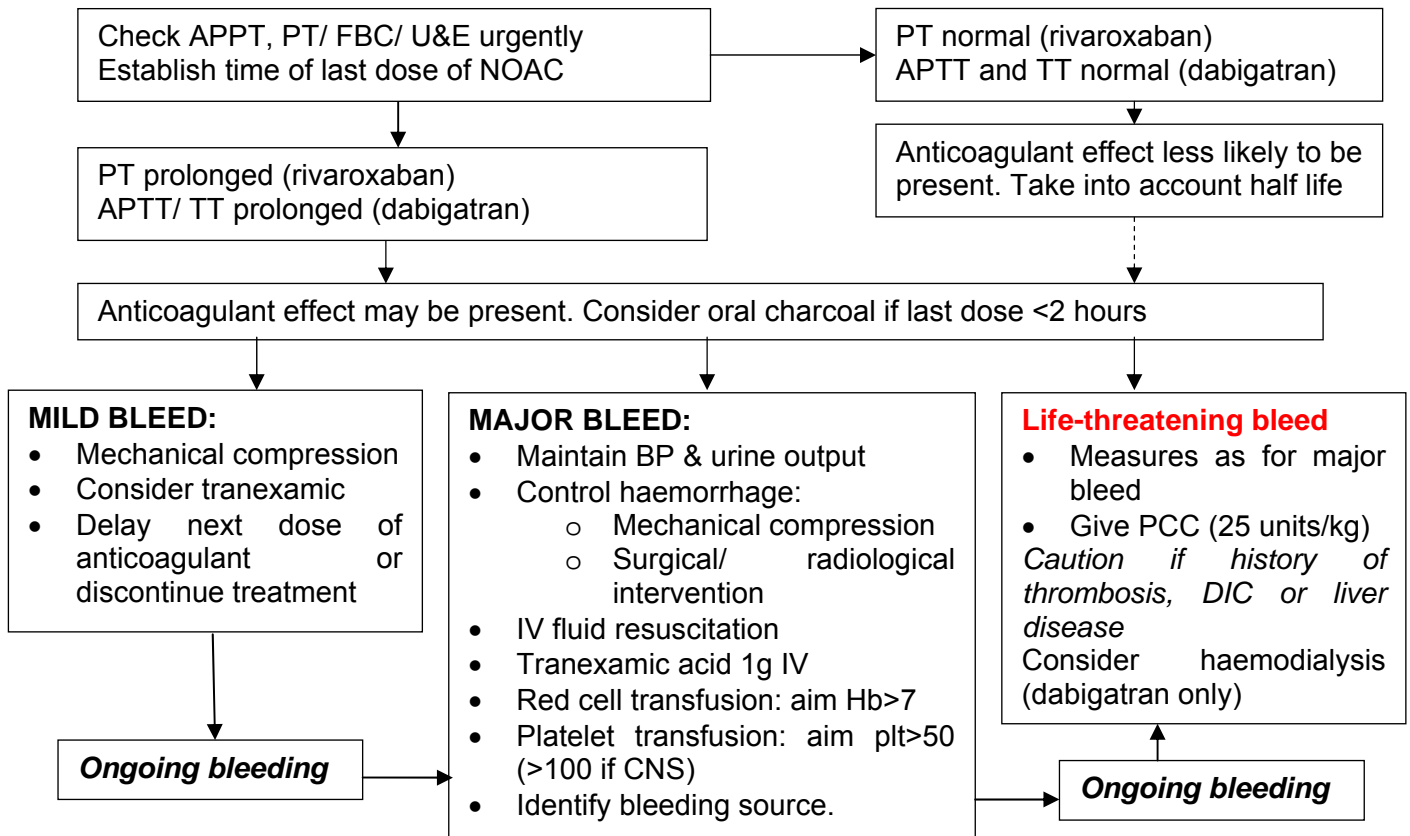 Check APPT, PT/ FBC/ U&E urgently
Establish time of last dose of NOAC
PT normal (rivaroxaban)
APTT and TT normal (dabigatran)
Anticoagulant effect less likely to be
present. Take into account half life
PT prolonged (rivaroxaban)
APTT/ TT prolonged (dabigatran)
Anticoagulant effect may be present. Consider oral charcoal if last dose <2 hours
MILD BLEED:
• Mechanical compression
• Consider tranexamic
• Delay next dose of
anticoagulant or
discontinue treatment
Ongoing bleeding
MAJOR BLEED:
• Maintain BP & urine output
• Control haemorrhage:
o Mechanical compression
o Surgical/ radiological
intervention
• IV fluid resuscitation
• Tranexamic acid 1g IV
• Red cell transfusion: aim Hb>7
• Platelet transfusion: aim plt>50
(>100 if CNS)
• Identify bleeding source.
Life-threatening bleed
• Measures as for major
bleed
• Give PCC (25 units/kg)
Caution if history of
thrombosis, DIC or liver
disease
Consider haemodialysis
(dabigatran only)
Ongoing bleeding